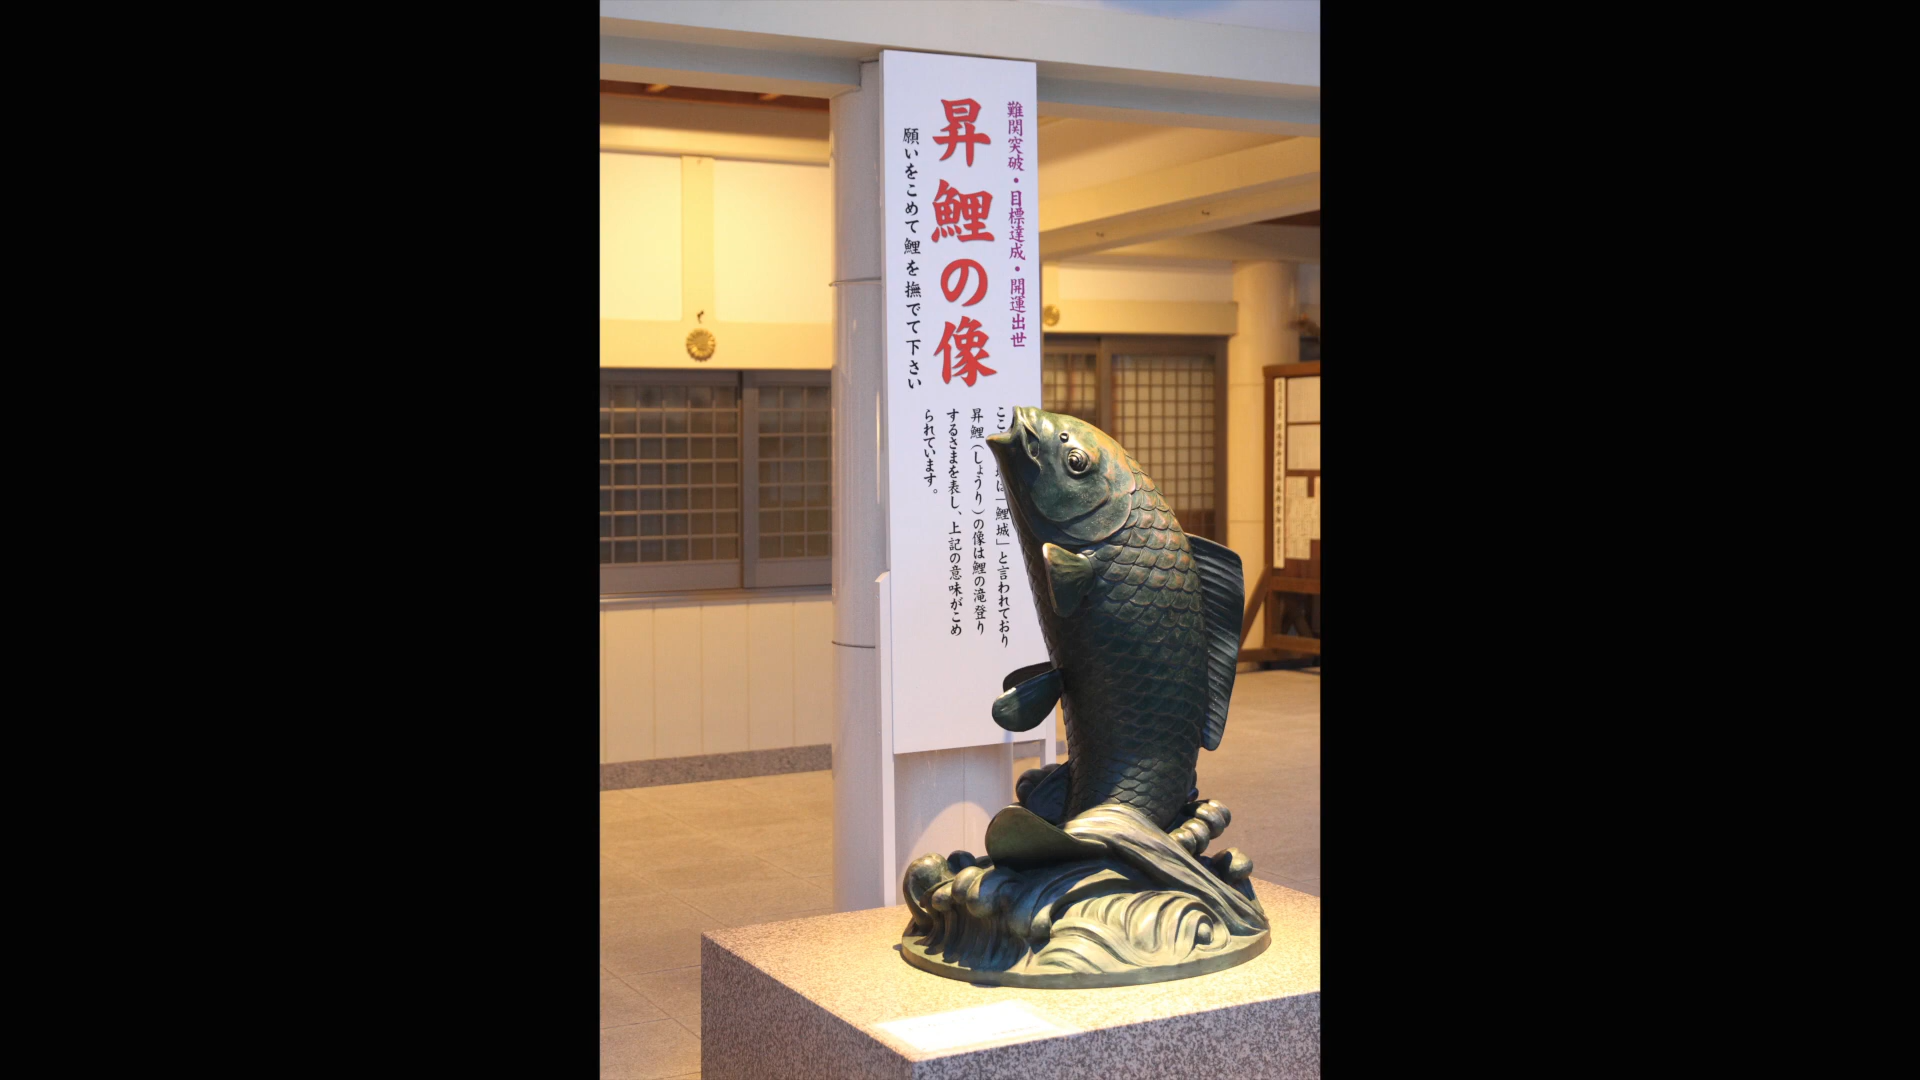 難関突破・目標達成・開運出世
昇鯉の像
願いをこめて鯉を撫でて下さい
ここ は「鯉城」と言われており
昇鯉(しょうり)の像は鯉の滝登り
するさまを表し、上記の意味がこめ
られています。